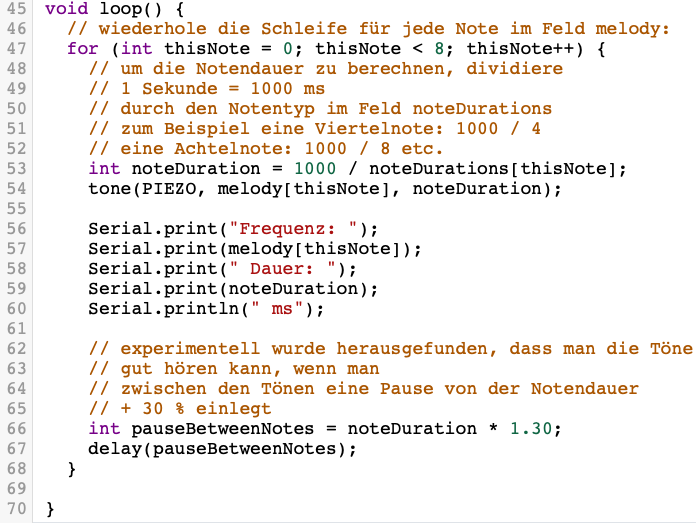 45 void loop() {
46 // wiederhole die Schleife für jede Note im Feld melody:
47 for (int thisNote = 0; thisNote < 8; thisNote++) {
48 // um die Notendauer zu berechnen, dividiere
49 // 1 Sekunde = 1000 ms
50 // durch den Notentyp im Feld noteDurations
51 // zum Beispiel eine Viertelnote: 1000 / 4
52 // eine Achtelnote: 1000 / 8 etc.
53 int noteDuration = 1000 / noteDurations[thisNote];
54 tone(PIEZO, melody[thisNote], noteDuration);
55
56 Serial.print("Frequenz: ");
57 Serial.print(melody[thisNote]);
58 Serial.print(" Dauer: ");
59 Serial.print(noteDuration);
60 Serial.println(" ms");
61
62 // experimentell wurde herausgefunden, dass man die Töne
63 // gut hören kann, wenn man
64 // zwischen den Tönen eine Pause von der Notendauer
65 // + 30 % einlegt
66 int pauseBetweenNotes = noteDuration * 1.30;
67 delay(pauseBetweenNotes);
68 }
69
70 }